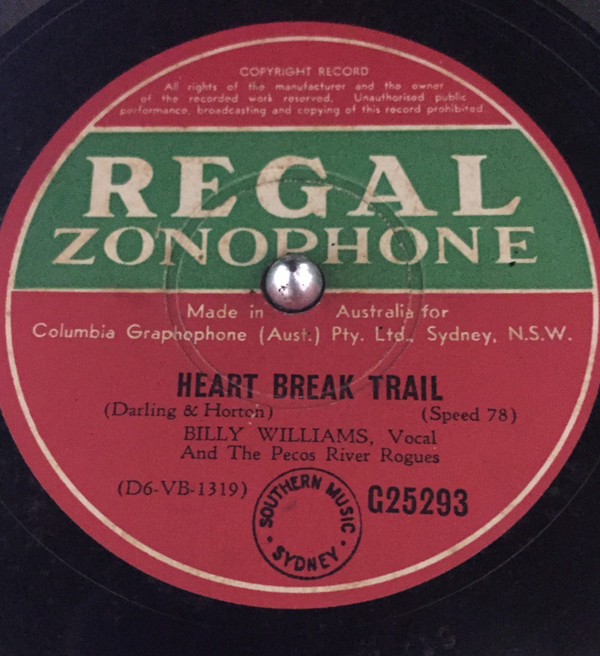 COPYRIGHT RECORD
All rights of the manufacturer and the owner
of the recorded work reserved. Unauthorised public
performance, broadcasting and copying of this record prohibited.
REGAL
ZONOPHONE
Made in Australia for
Columbia Graphophone (Aust.) Pty. Ltd., Sydney, N.S.W.
HEART BREAK TRAIL
(Darling & Horton) (Speed 78)
BILLY WILLIAMS, Vocal
And The Pecos River Rogues
(D6-VB-1319)
SOUTHERN MUSIC
· SYDNEY ·
G25293